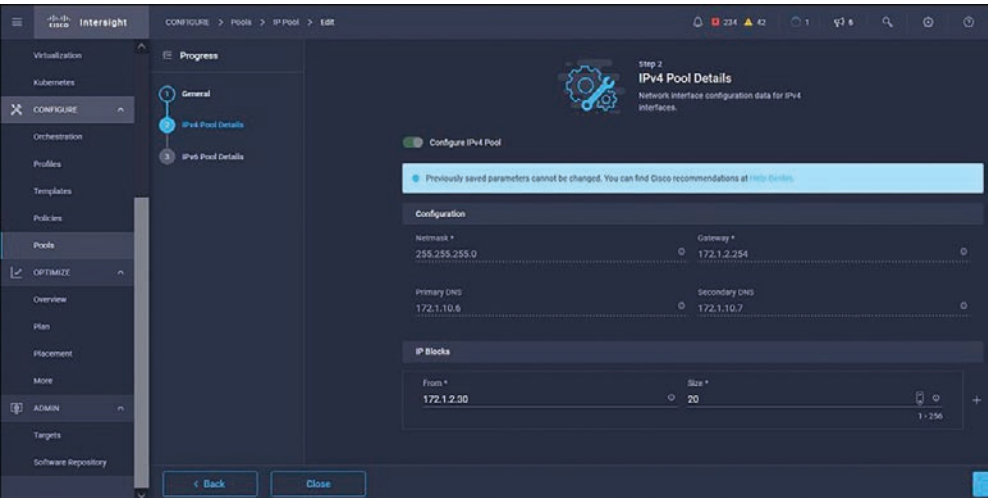 CISCO Intersight
CONFIGURE > Pools > IP Pool > Edit
234 42 1 6
Virtualization
Kubernetes
CONFIGURE
Orchestration
Profiles
Templates
Policies
Pools
OPTIMIZE
Overview
Plan
Placement
More
ADMIN
Targets
Software Repository
Progress
1 General
2 IPv4 Pool Details
3 IPv6 Pool Details
Step 2
IPv4 Pool Details
Network interface configuration data for IPv4
interfaces.
Configure IPv4 Pool
Previously saved parameters cannot be changed. You can find Cisco recommendations at Help Center.
Configuration
Netmask * Gateway *
255.255.255.0 172.1.2.254
Primary DNS Secondary DNS
172.1.10.6 172.1.10.7
IP Blocks
From * Size *
172.1.2.30 20
1 - 256
< Back Close